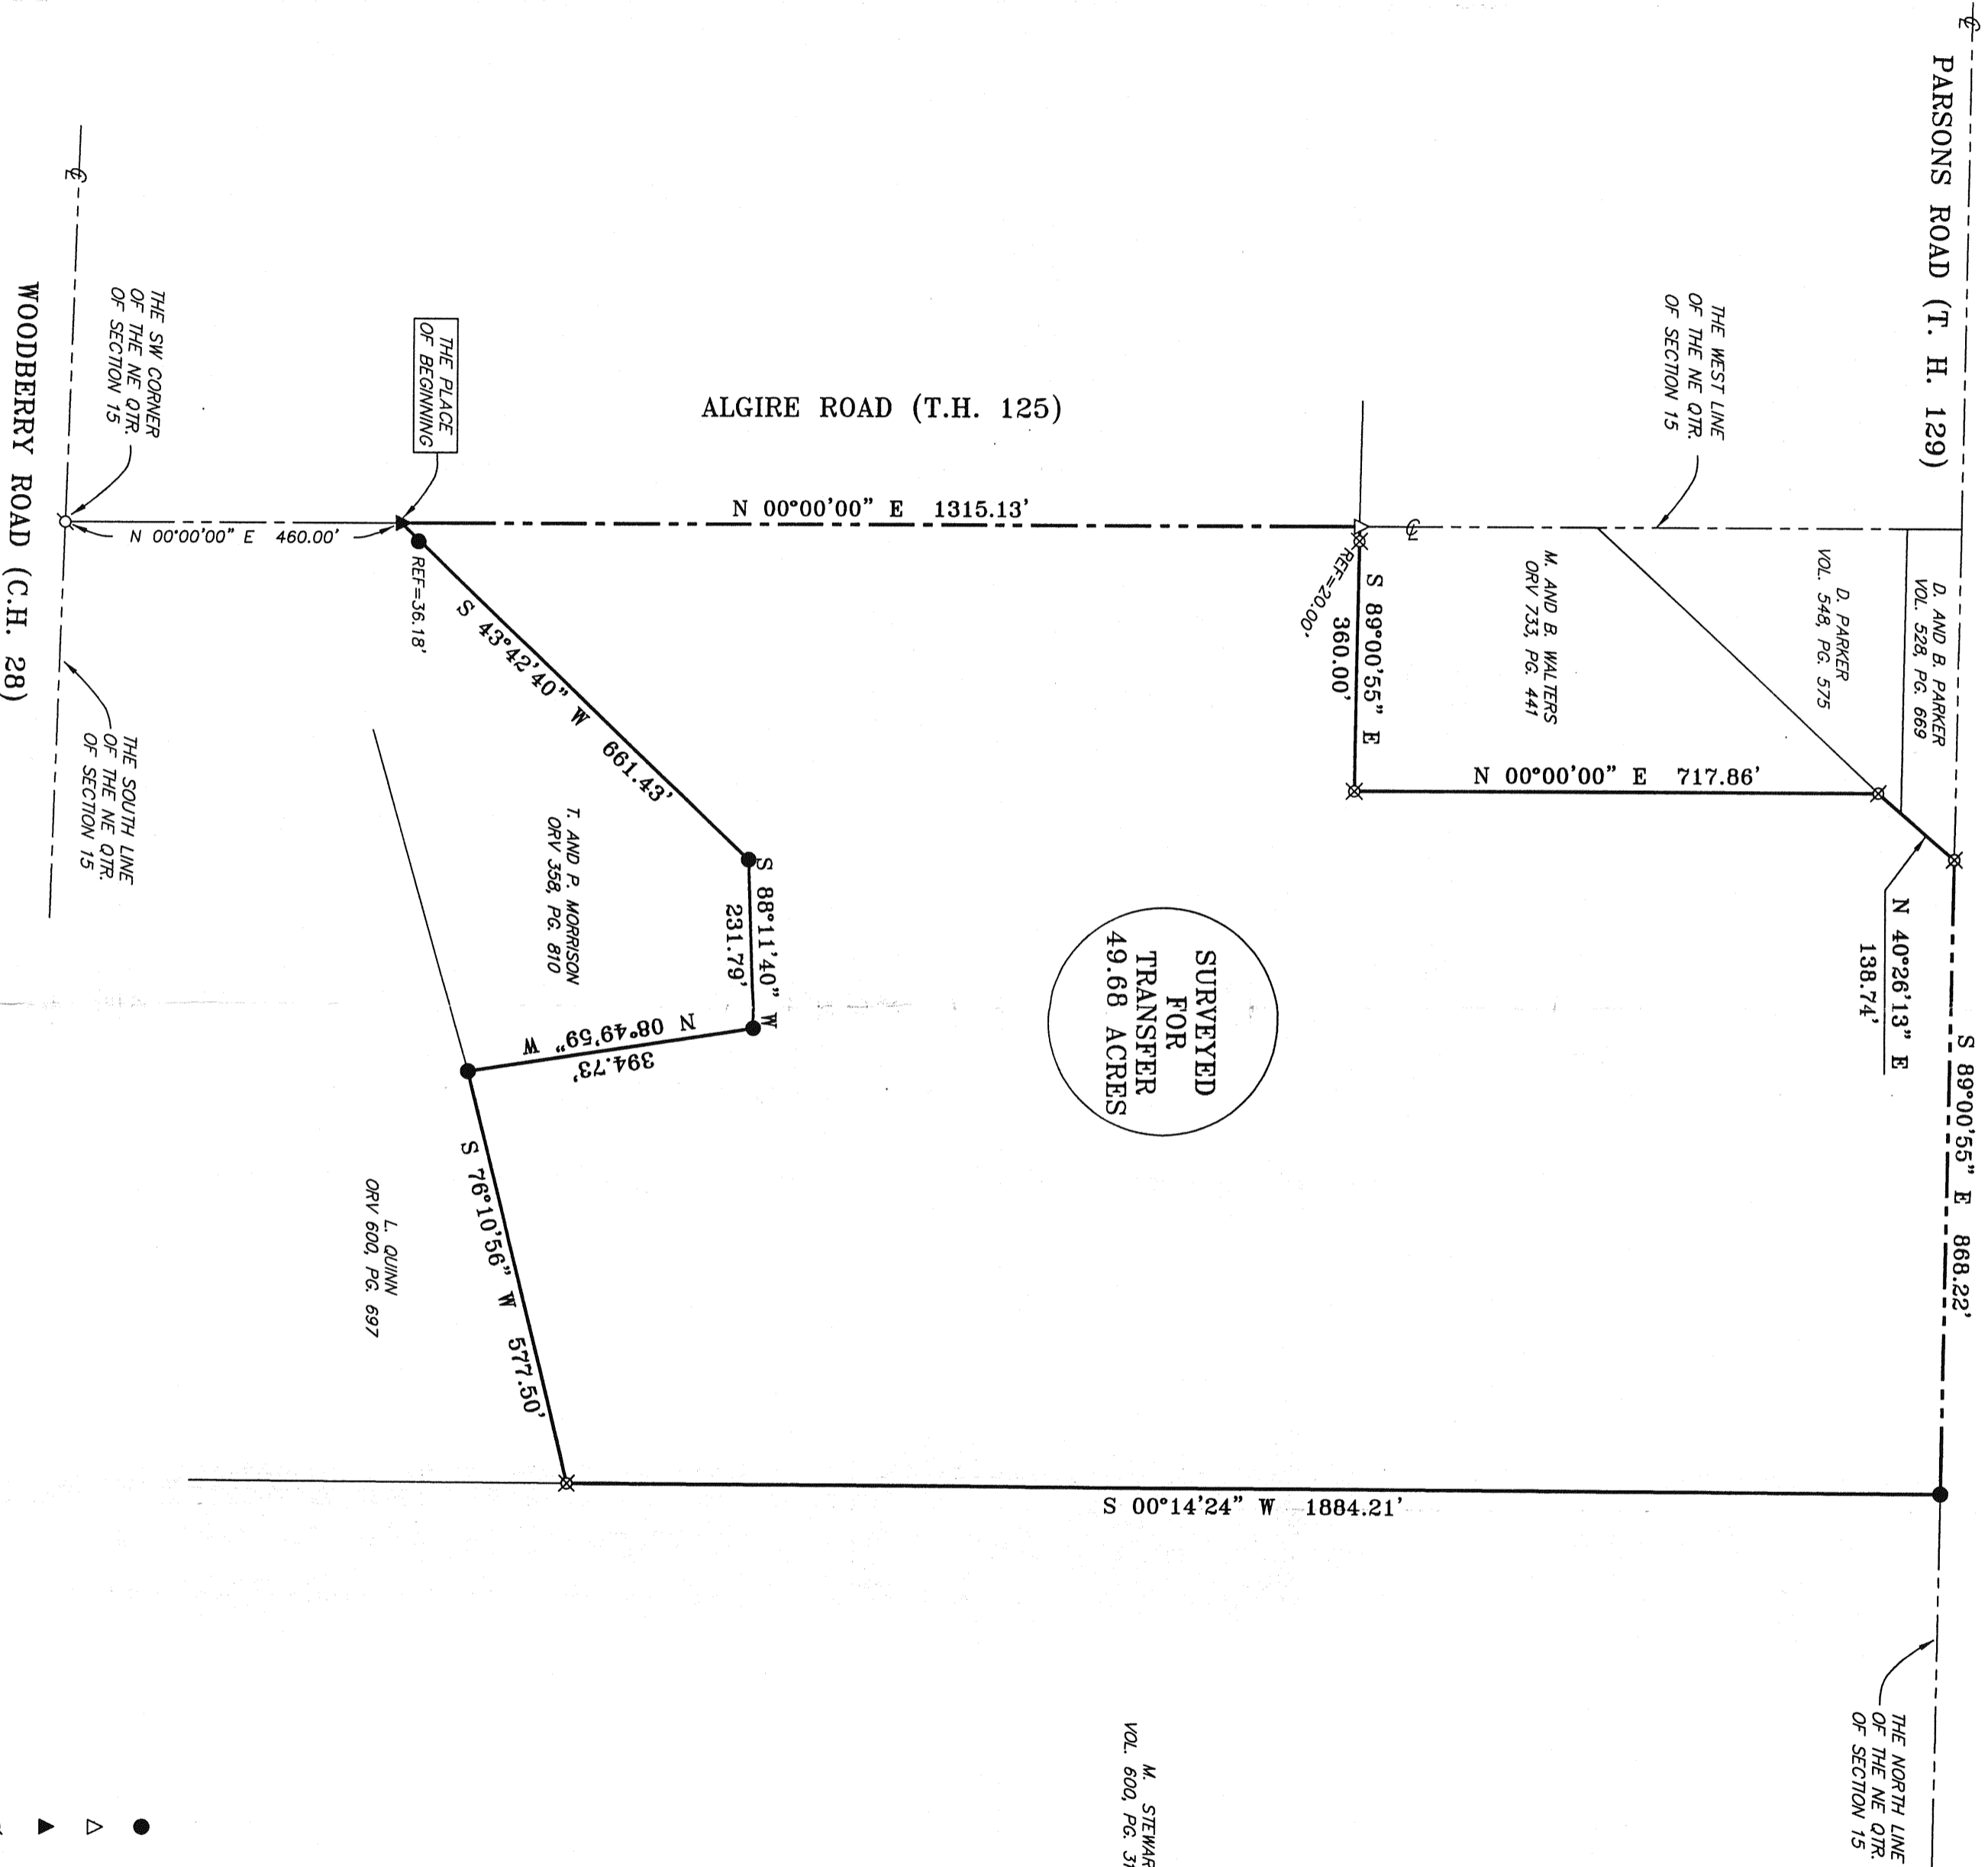 PARSONS ROAD (T. H. 129)
THE WEST LINE
OF THE NE QTR.
OF SECTION 15
D. AND B. PARKER
VOL. 528, PG. 669
D. PARKER
VOL. 548, PG. 575
M. AND B. WALTERS
ORV 733, PG. 441
N 00°00'00" E 717.86'
N 40°26'13" E
138.74'
S 89°00'55" E 868.22'
S 89°00'55" E
360.00'
REF=20.00'
ALGIRE ROAD (T.H. 125)
N 00°00'00" E 1315.13'
THE PLACE
OF BEGINNING
THE SW CORNER
OF THE NE QTR.
OF SECTION 15
N 00°00'00" E 460.00'
REF=36.18'
WOODBERRY ROAD (C.H. 28)
THE SOUTH LINE
OF THE NE QTR.
OF SECTION 15
S 43°42'40" W 661.43'
T. AND P. MORRISON
ORV 358, PG. 810
S 88°11'40" W
231.79'
N 08°49'59" W
394.73'
SURVEYED
FOR
TRANSFER
49.68 ACRES
S 76°10'56" W 577.50'
L. QUINN
ORV 600, PG. 697
S 00°14'24" W 1884.21'
M. STEWAR
VOL. 600, PG.
THE NORTH LINE
OF THE NE QTR.
OF SECTION 15